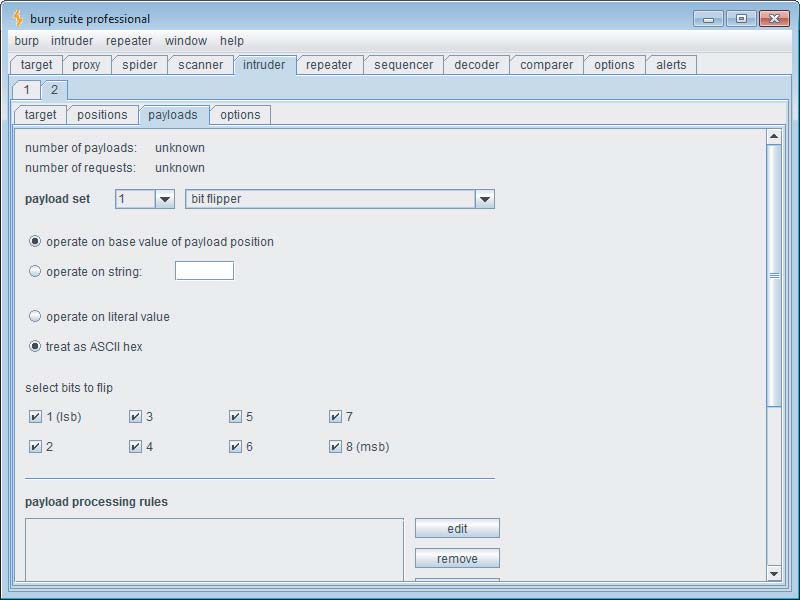 burp suite professional
burp intruder repeater window help
target proxy spider scanner intruder repeater sequencer decoder comparer options alerts
1 2
target positions payloads options
number of payloads: unknown
number of requests: unknown
payload set 1 bit flipper
operate on base value of payload position
operate on string:
operate on literal value
treat as ASCII hex
select bits to flip
1 (lsb) 3 5 7
2 4 6 8 (msb)
payload processing rules
edit
remove